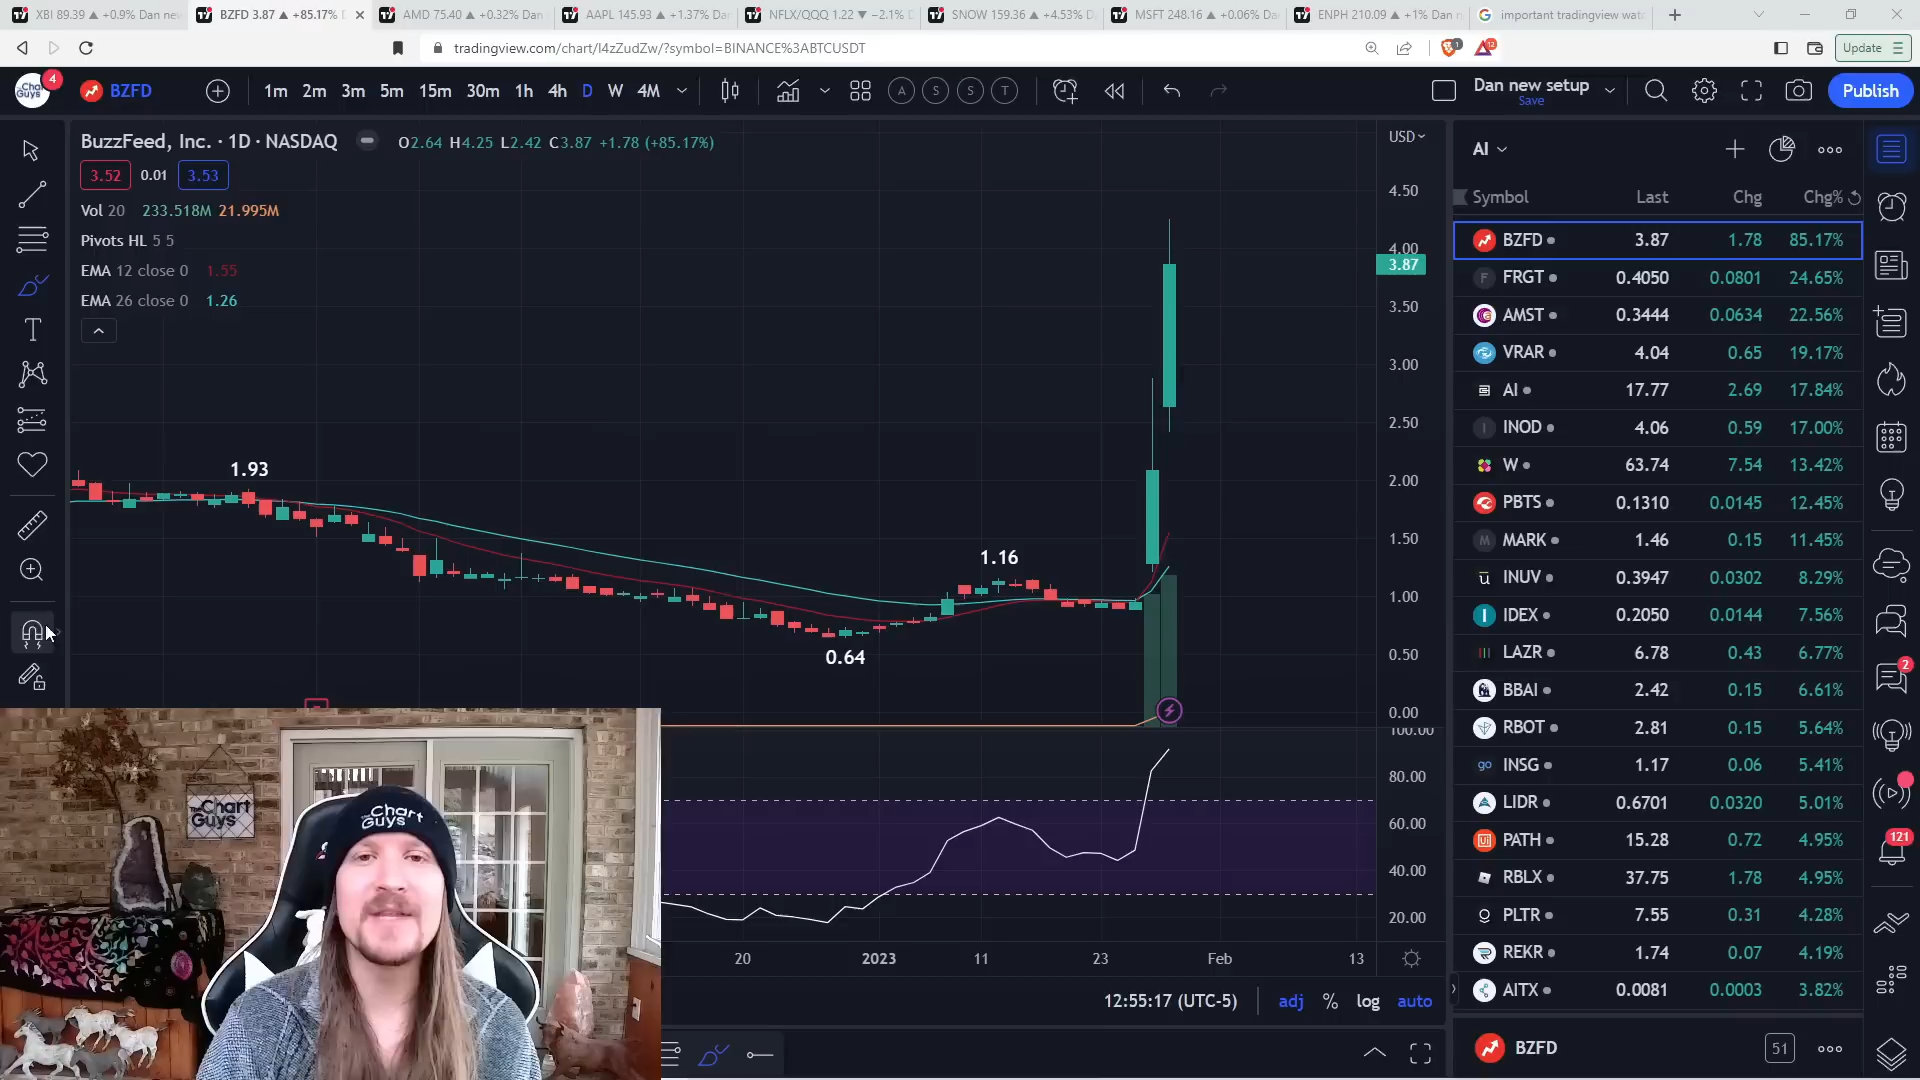 XBI 89.39 ▲ +0.9% Dan ne
BZFD 3.87 ▲ +85.17% D
AMD 75.40 ▲ +0.32% Dan
AAPL 145.93 ▲ +1.37% Dan
NFLX/QQQ 1.22 ▼ −2.1% D
SNOW 159.36 ▲ +4.53% D
MSFT 248.16 ▲ +0.06% Da
ENPH 210.09 ▲ +1% Dan n
important tradingview wat
tradingview.com/chart/I4zZudZw/?symbol=BINANCE%3ABTCUSDT
1
12
Update
4
BZFD
1m 2m 3m 5m 15m 30m 1h 4h D W 4M
A S S T
Dan new setup
Save
Publish
BuzzFeed, Inc. · 1D · NASDAQ
O2.64 H4.25 L2.42 C3.87 +1.78 (+85.17%)
3.52 0.01 3.53
Vol 20 233.518M 21.995M
Pivots HL 5 5
EMA 12 close 0 1.55
EMA 26 close 0 1.26
1.93
1.16
0.64
USD
4.50
4.00
3.87
3.50
3.00
2.50
2.00
1.50
1.00
0.50
0.00
100.00
80.00
60.00
40.00
20.00
20 2023 11 23 Feb 13
12:55:17 (UTC-5) adj % log auto
AI
Symbol Last Chg Chg%
BZFD 3.87 1.78 85.17%
FRGT 0.4050 0.0801 24.65%
AMST 0.3444 0.0634 22.56%
VRAR 4.04 0.65 19.17%
AI 17.77 2.69 17.84%
INOD 4.06 0.59 17.00%
W 63.74 7.54 13.42%
PBTS 0.1310 0.0145 12.45%
MARK 1.46 0.15 11.45%
INUV 0.3947 0.0302 8.29%
IDEX 0.2050 0.0144 7.56%
LAZR 6.78 0.43 6.77%
BBAI 2.42 0.15 6.61%
RBOT 2.81 0.15 5.64%
INSG 1.17 0.06 5.41%
LIDR 0.6701 0.0320 5.01%
PATH 15.28 0.72 4.95%
RBLX 37.75 1.78 4.95%
PLTR 7.55 0.31 4.28%
REKR 1.74 0.07 4.19%
AITX 0.0081 0.0003 3.82%
BZFD 51
2
121
The Chart
Guys
The Chart
Guys